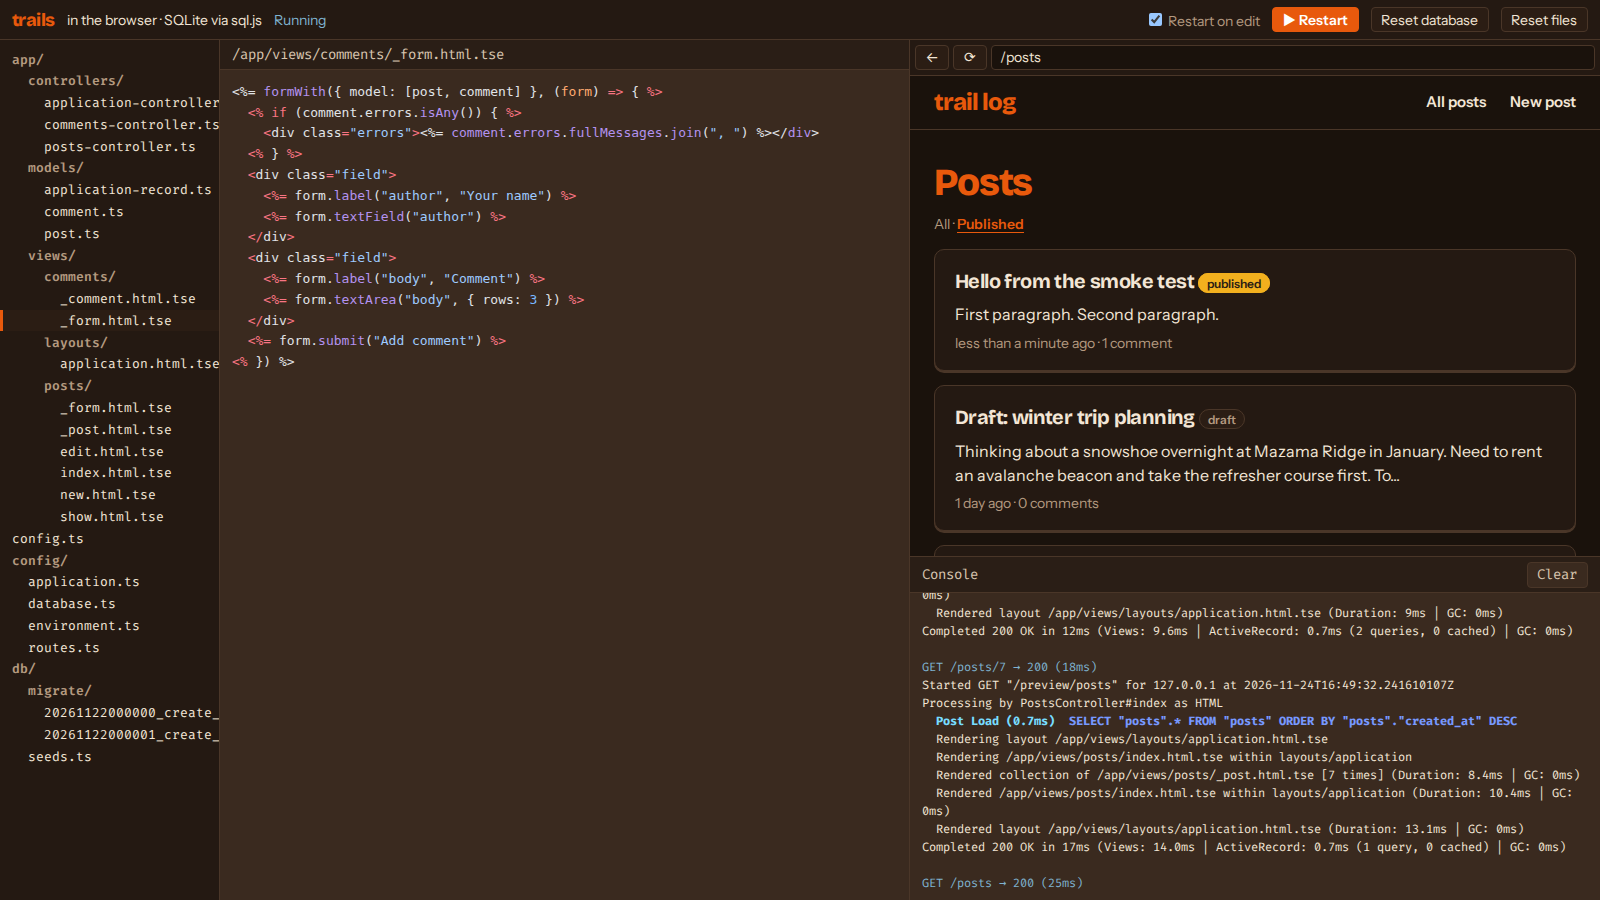 trails in the browser · SQLite via sql.js Running
Restart on edit ▶ Restart Reset database Reset files
app/
controllers/
application-controller
comments-controller.ts
posts-controller.ts
models/
application-record.ts
comment.ts
post.ts
views/
comments/
_comment.html.tse
_form.html.tse
layouts/
application.html.tse
posts/
_form.html.tse
_post.html.tse
edit.html.tse
index.html.tse
new.html.tse
show.html.tse
config.ts
config/
application.ts
database.ts
environment.ts
routes.ts
db/
migrate/
20261122000000_create_
20261122000001_create_
seeds.ts
/app/views/comments/_form.html.tse
<%= formWith({ model: [post, comment] }, (form) => { %>
<% if (comment.errors.isAny()) { %>
<div class="errors"><%= comment.errors.fullMessages.join(", ") %></div>
<% } %>
<div class="field">
<%= form.label("author", "Your name") %>
<%= form.textField("author") %>
</div>
<div class="field">
<%= form.label("body", "Comment") %>
<%= form.textArea("body", { rows: 3 }) %>
</div>
<%= form.submit("Add comment") %>
<% }) %>
← ⟳ /posts
trail log All posts New post
Posts
All · Published
Hello from the smoke test published
First paragraph. Second paragraph.
less than a minute ago · 1 comment
Draft: winter trip planning draft
Thinking about a snowshoe overnight at Mazama Ridge in January. Need to rent
an avalanche beacon and take the refresher course first. To…
1 day ago · 0 comments
Console Clear
0ms)
Rendered layout /app/views/layouts/application.html.tse (Duration: 9ms | GC: 0ms)
Completed 200 OK in 12ms (Views: 9.6ms | ActiveRecord: 0.7ms (2 queries, 0 cached) | GC: 0ms)
GET /posts/7 → 200 (18ms)
Started GET "/preview/posts" for 127.0.0.1 at 2026-11-24T16:49:32.241610107Z
Processing by PostsController#index as HTML
Post Load (0.7ms) SELECT "posts".* FROM "posts" ORDER BY "posts"."created_at" DESC
Rendering layout /app/views/layouts/application.html.tse
Rendering /app/views/posts/index.html.tse within layouts/application
Rendered collection of /app/views/posts/_post.html.tse [7 times] (Duration: 8.4ms | GC: 0ms)
Rendered /app/views/posts/index.html.tse within layouts/application (Duration: 10.4ms | GC:
0ms)
Rendered layout /app/views/layouts/application.html.tse (Duration: 13.1ms | GC: 0ms)
Completed 200 OK in 17ms (Views: 14.0ms | ActiveRecord: 0.7ms (1 query, 0 cached) | GC: 0ms)
GET /posts → 200 (25ms)